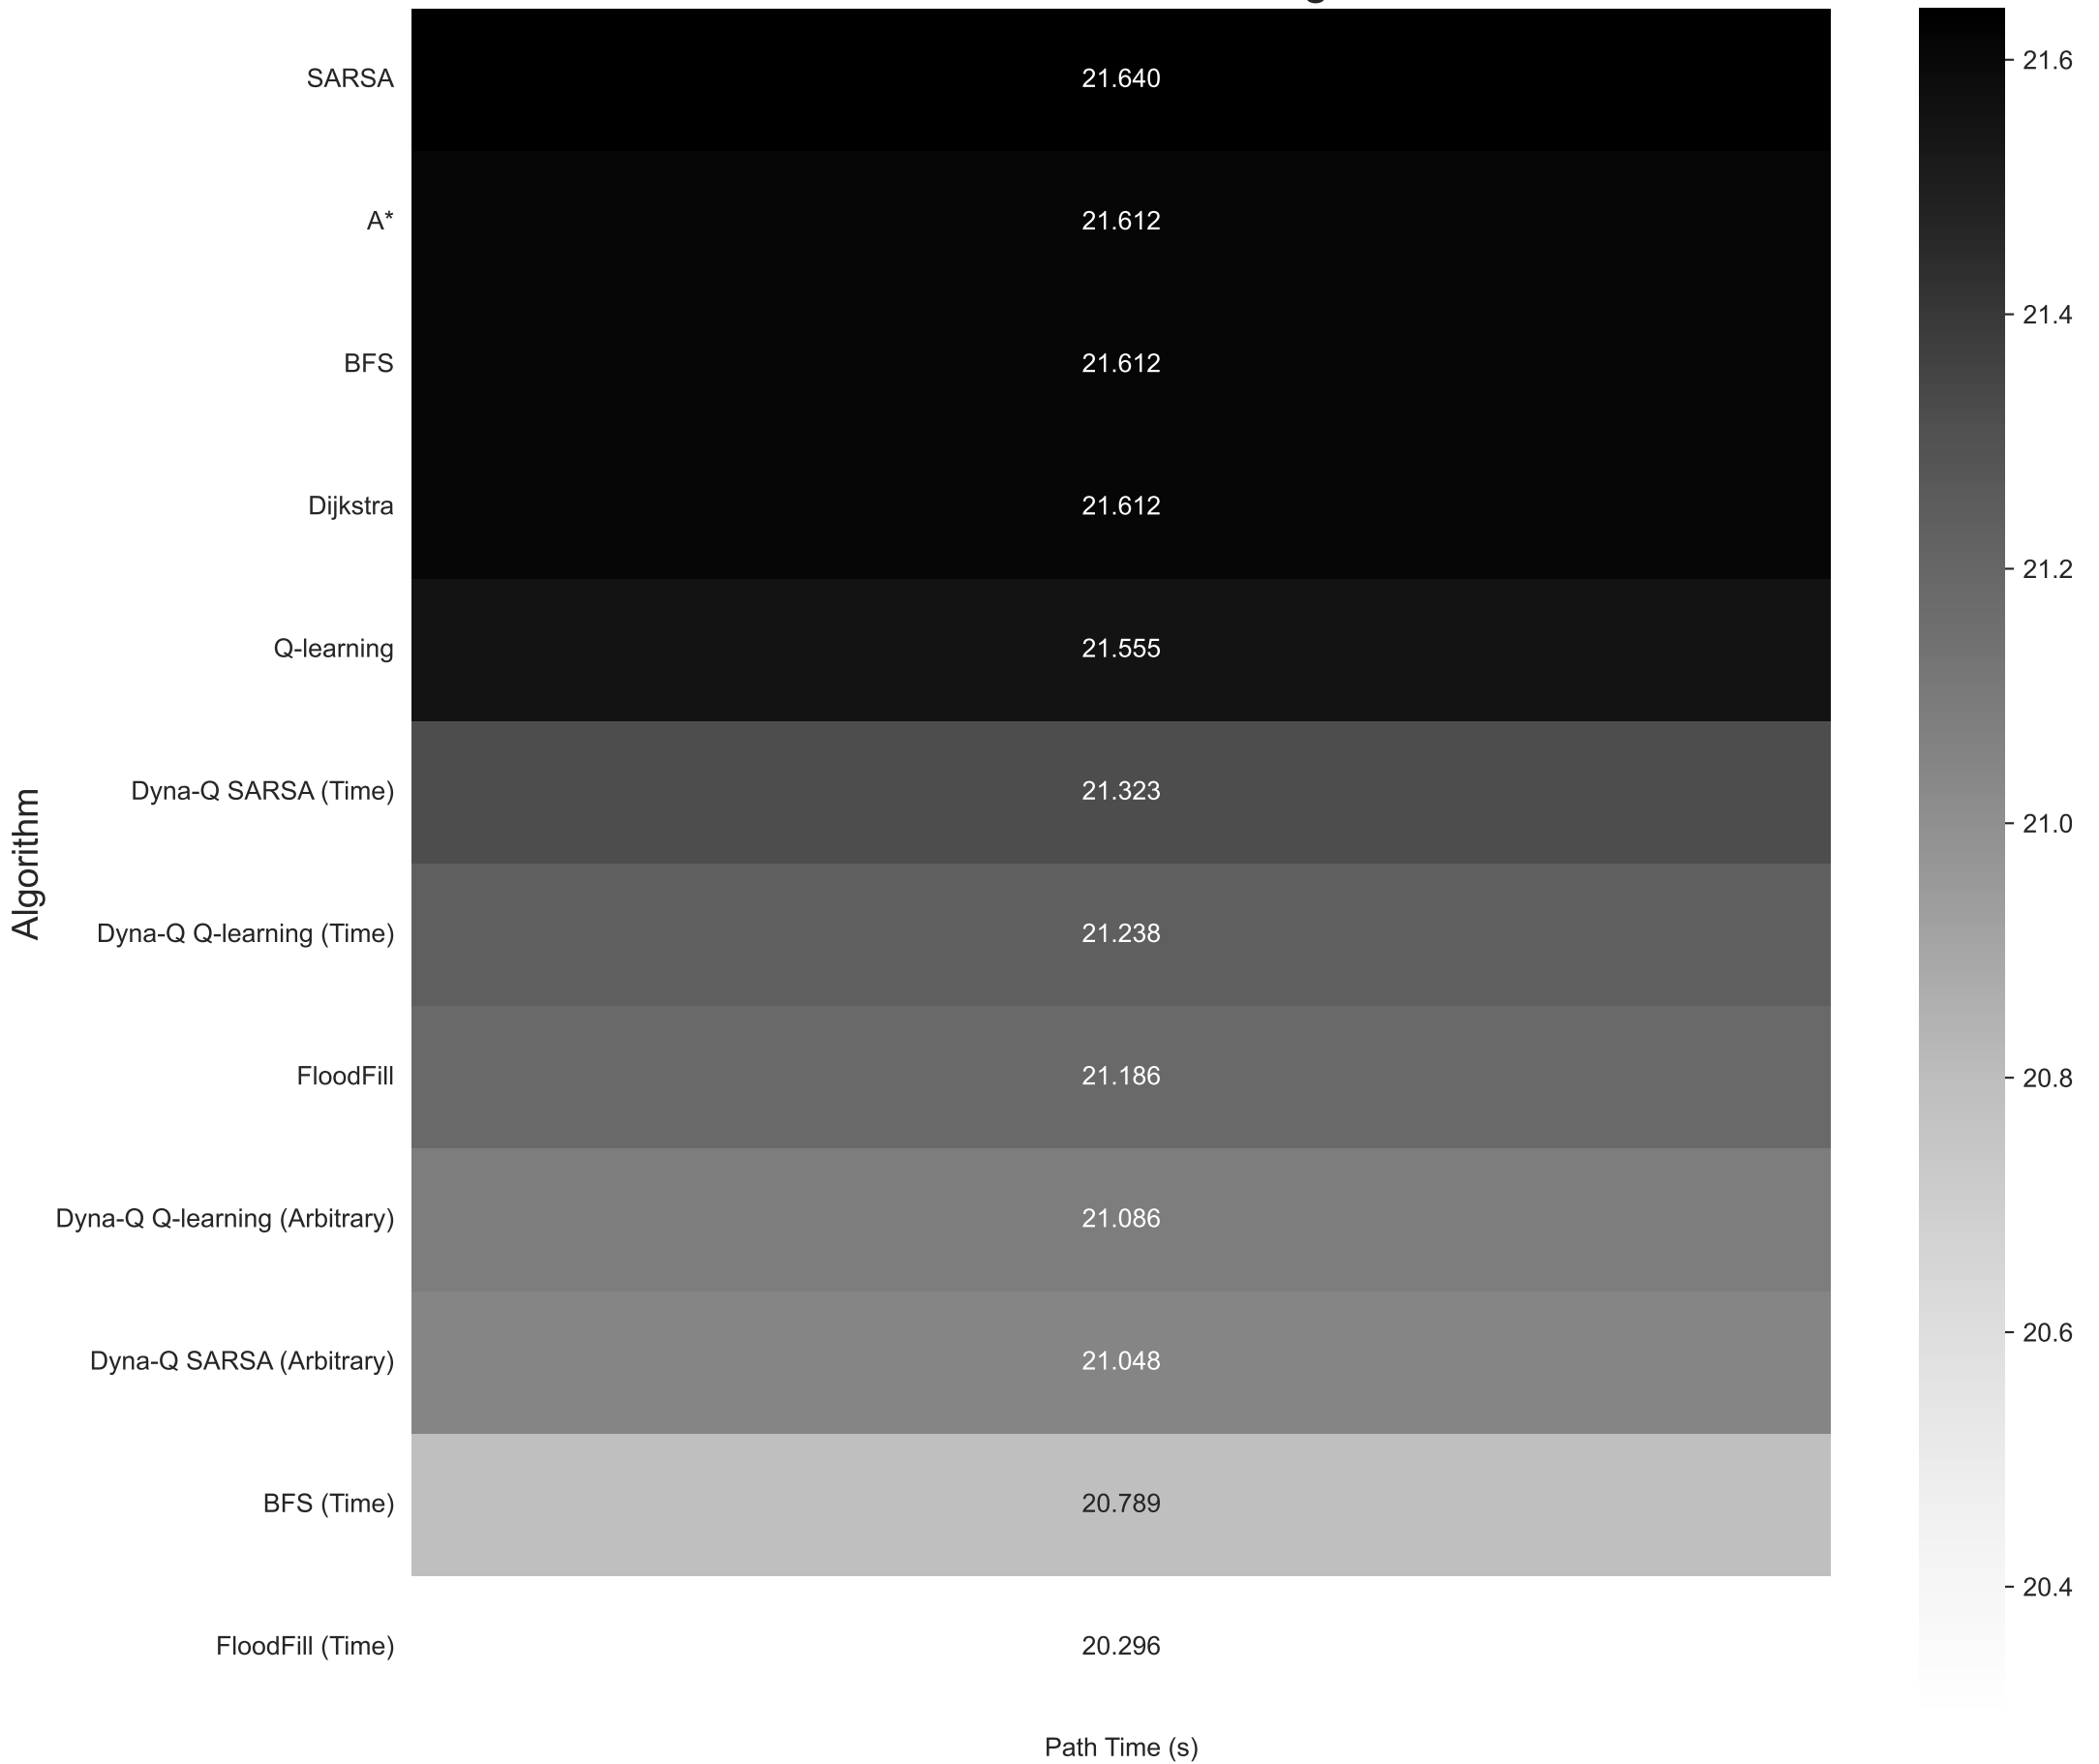 SARSA 21.640
A* 21.612
BFS 21.612
Dijkstra 21.612
Q-learning 21.555
Dyna-Q SARSA (Time) 21.323
Dyna-Q Q-learning (Time) 21.238
FloodFill 21.186
Dyna-Q Q-learning (Arbitrary) 21.086
Dyna-Q SARSA (Arbitrary) 21.048
BFS (Time) 20.789
FloodFill (Time) 20.296
Algorithm
Path Time (s)
21.6
21.4
21.2
21.0
20.8
20.6
20.4